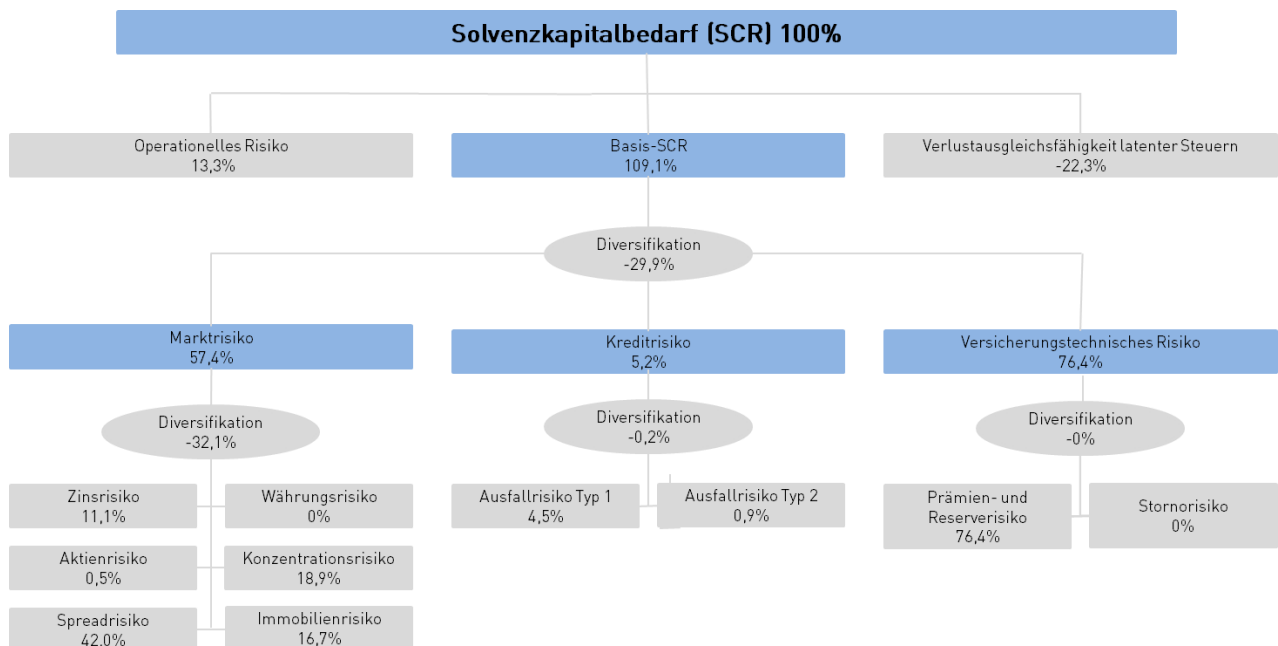 Solvenzkapitalbedarf (SCR) 100%
Operationelles Risiko
13,3%
Basis-SCR
109,1%
Verlustausgleichsfähigkeit latenter Steuern
-22,3%
Diversifikation
-29,9%
Marktrisiko
57,4%
Kreditrisiko
5,2%
Versicherungstechnisches Risiko
76,4%
Diversifikation
-32,1%
Diversifikation
-0,2%
Diversifikation
-0%
Zinsrisiko
11,1%
Währungsrisiko
0%
Ausfallrisiko Typ 1
4,5%
Ausfallrisiko Typ 2
0,9%
Prämien- und
Reserverisiko
76,4%
Stornorisiko
0%
Aktienrisiko
0,5%
Konzentrationsrisiko
18,9%
Spreadrisiko
42,0%
Immobilienrisiko
16,7%